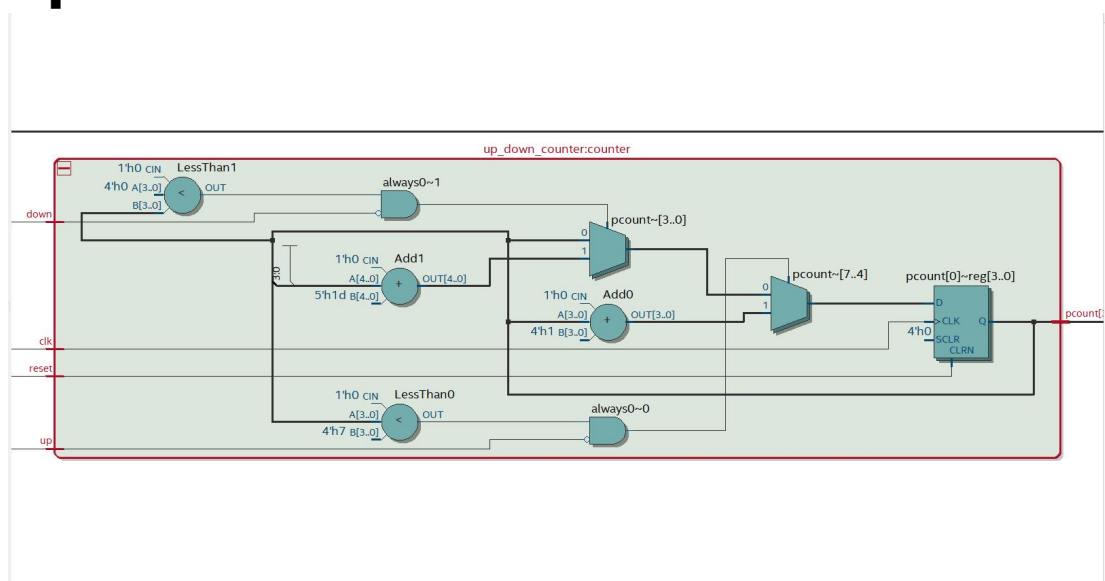 up_down_counter:counter
1'h0 CIN LessThan1
4'h0 A[3..0] < OUT
B[3..0]
always0~1
down
pcount~[3..0]
0
1
3:0
1'h0 CIN Add1
A[4..0] + OUT[4..0]
5'h1d B[4..0]
pcount~[7..4]
0
1
1'h0 CIN Add0
A[3..0] + OUT[3..0]
4'h1 B[3..0]
pcount[0]~reg[3..0]
D
CLK Q
4'h0 SCLR
CLRN
pcount[3
clk
reset
1'h0 CIN LessThan0
A[3..0] < OUT
4'h7 B[3..0]
always0~0
up